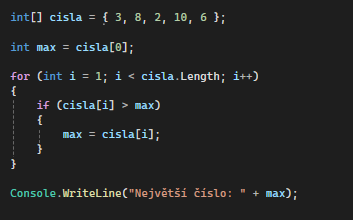 int[] cisla = { 3, 8, 2, 10, 6 };
int max = cisla[0];
for (int i = 1; i < cisla.Length; i++)
{
if (cisla[i] > max)
{
max = cisla[i];
}
}
Console.WriteLine("Největší číslo: " + max);